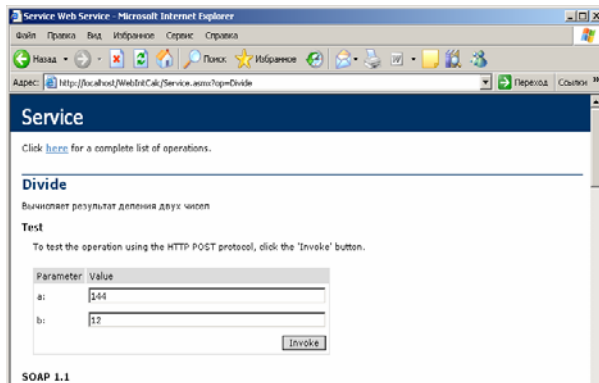 Service Web Service - Microsoft Internet Explorer
Файл Правка Вид Избранное Сервис Справка
Назад Поиск Избранное
Адрес: http://localhost/WebIntCalc/Service.asmx?op=Divide Переход Ссылки »
Service
Click here for a complete list of operations.
Divide
Вычисляет результат деления двух чисел
Test
To test the operation using the HTTP POST protocol, click the 'Invoke' button.
Parameter Value
a: 144
b: 12
Invoke
SOAP 1.1